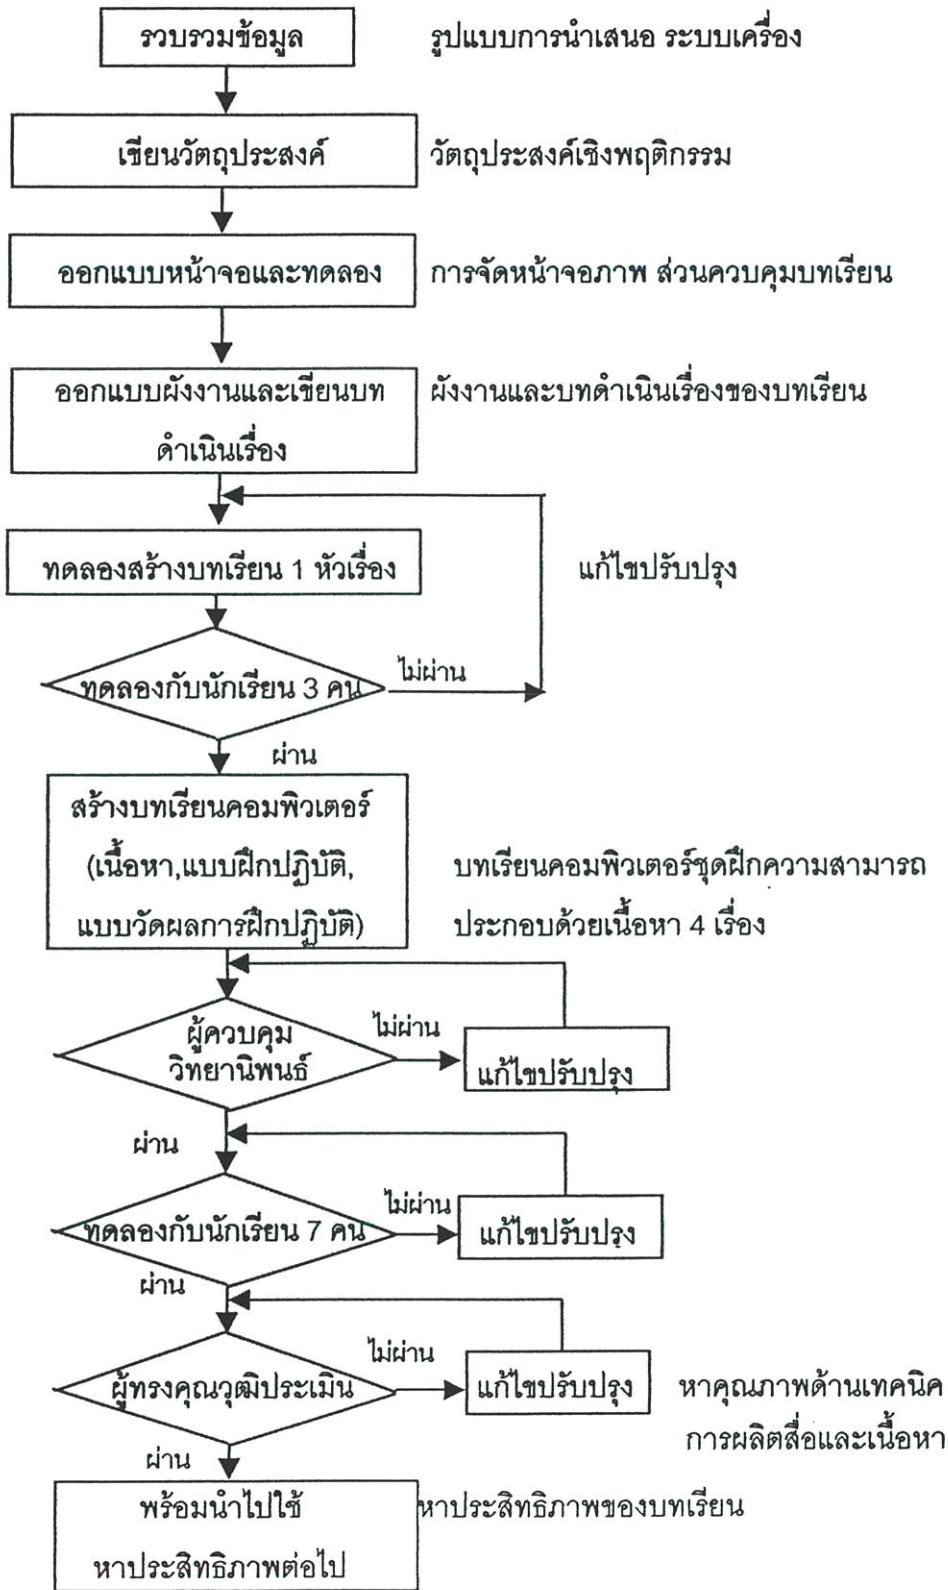 รวบรวมข้อมูล
รูปแบบการนำเสนอ ระบบเครื่อง
เขียนวัตถุประสงค์
วัตถุประสงค์เชิงพฤติกรรม
ออกแบบหน้าจอและทดลอง
การจัดหน้าจอภาพ ส่วนควบคุมบทเรียน
ออกแบบผังงานและเขียนบท
ดำเนินเรื่อง
ผังงานและบทดำเนินเรื่องของบทเรียน
ทดลองสร้างบทเรียน 1 หัวเรื่อง
แก้ไขปรับปรุง
ทดลองกับนักเรียน 3 คน
ไม่ผ่าน
ผ่าน
สร้างบทเรียนคอมพิวเตอร์
(เนื้อหา,แบบฝึกปฏิบัติ,
แบบวัดผลการฝึกปฏิบัติ)
บทเรียนคอมพิวเตอร์ชุดฝึกความสามารถ
ประกอบด้วยเนื้อหา 4 เรื่อง
ผู้ควบคุม
วิทยานิพนธ์
ไม่ผ่าน
แก้ไขปรับปรุง
ผ่าน
ทดลองกับนักเรียน 7 คน
ไม่ผ่าน
แก้ไขปรับปรุง
ผ่าน
ผู้ทรงคุณวุฒิประเมิน
ไม่ผ่าน
แก้ไขปรับปรุง
หาคุณภาพด้านเทคนิค
การผลิตสื่อและเนื้อหา
ผ่าน
พร้อมนำไปใช้
หาประสิทธิภาพต่อไป
หาประสิทธิภาพของบทเรียน